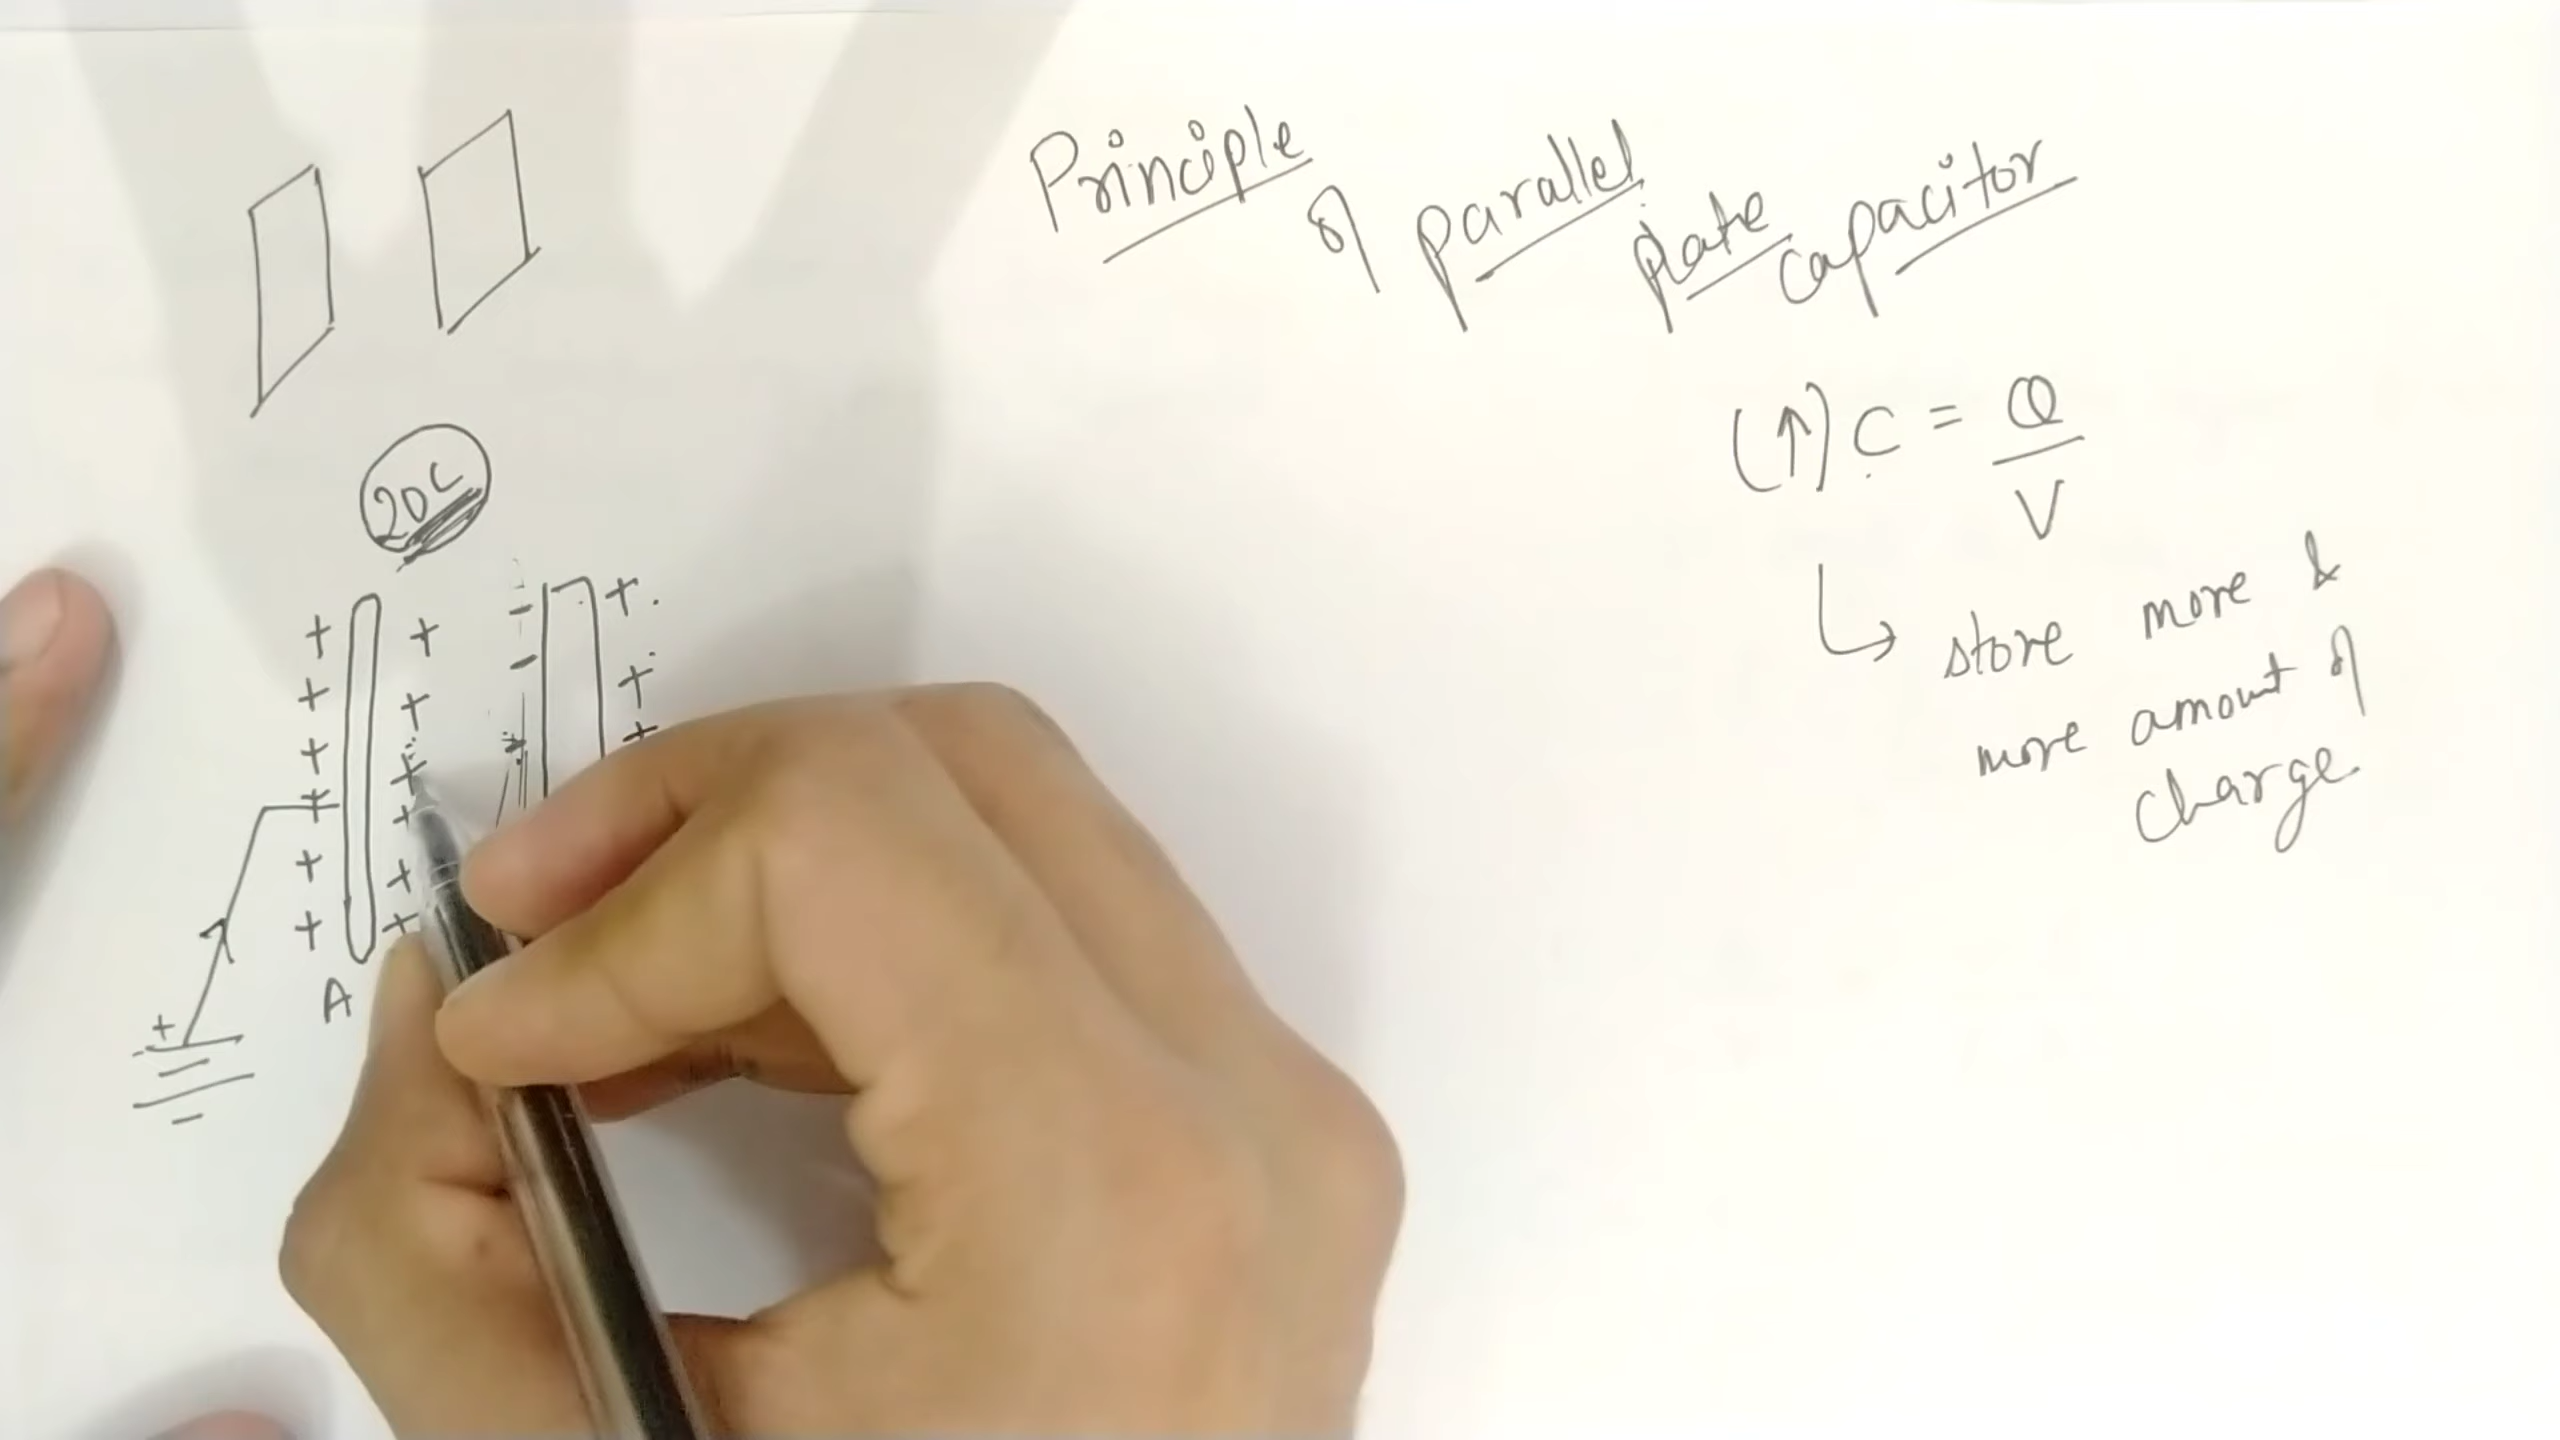 Principle of parallel plate capacitor
(↑) C = Q
V
↳ store more &
more amount of
charge
20C
+ + - +.
+ + - +
+ + - +
+ +
+ +
+ +
A
+
-